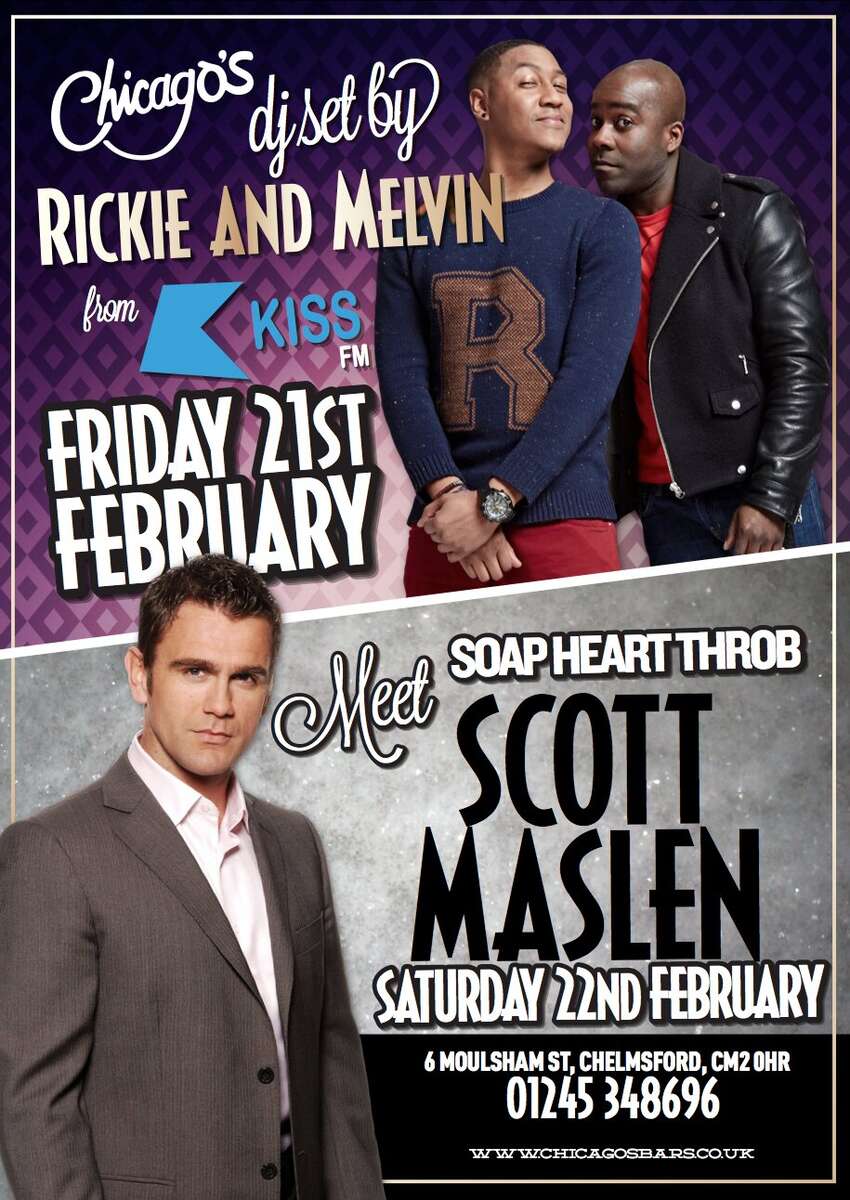 Chicago's
dj set by
RICKIE AND MELVIN
from
KISS
FM
R
FRIDAY 21ST
FEBRUARY
Meet
SOAP HEART THROB
SCOTT
MASLEN
SATURDAY 22ND FEBRUARY
6 MOULSHAM ST, CHELMSFORD, CM2 0HR
01245 348696
WWW.CHICAGOSBARS.CO.UK